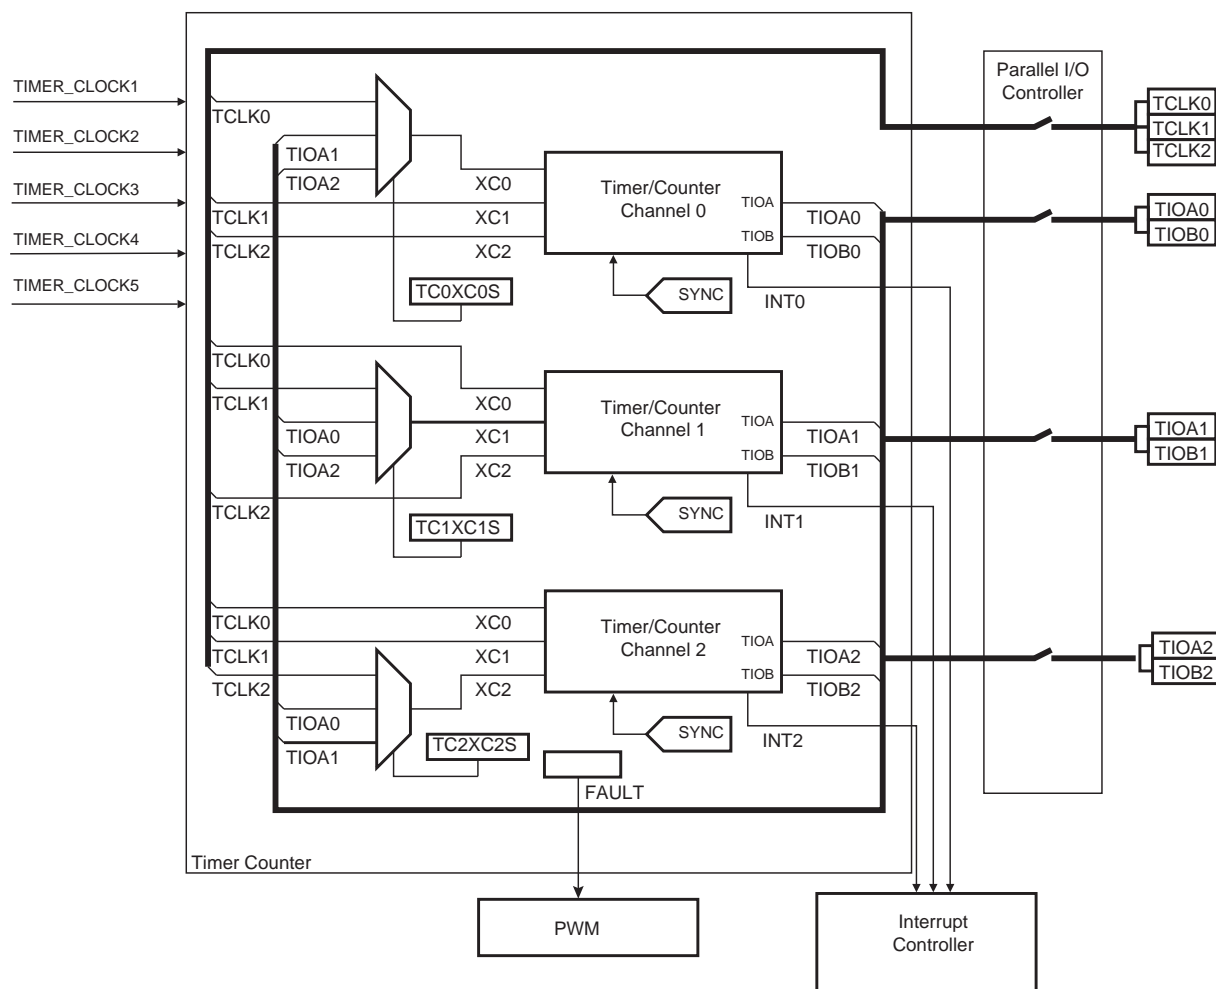 Parallel I/O
Controller
TIMER_CLOCK1
TCLK0
TCLK0
TCLK1
TIMER_CLOCK2
TIOA1
TCLK2
TIOA2
XC0
Timer/Counter
Channel 0
TIOA
TIMER_CLOCK3
TCLK1
XC1
TIOA0
TIOA0
TIOB
TIOB0
TIMER_CLOCK4
TCLK2
XC2
TIOB0
TIMER_CLOCK5
TC0XC0S
SYNC
INT0
TCLK0
TCLK1
XC0
Timer/Counter
Channel 1
TIOA
TIOA0
XC1
TIOA1
TIOA1
TIOB
TIOB1
TIOA2
XC2
TIOB1
TCLK2
TC1XC1S
SYNC
INT1
TCLK0
XC0
Timer/Counter
Channel 2
TIOA
TCLK1
XC1
TIOA2
TIOA2
TIOB
TIOB2
TCLK2
XC2
TIOB2
TIOA0
TIOA1
TC2XC2S
SYNC
INT2
FAULT
Timer Counter
PWM
Interrupt
Controller